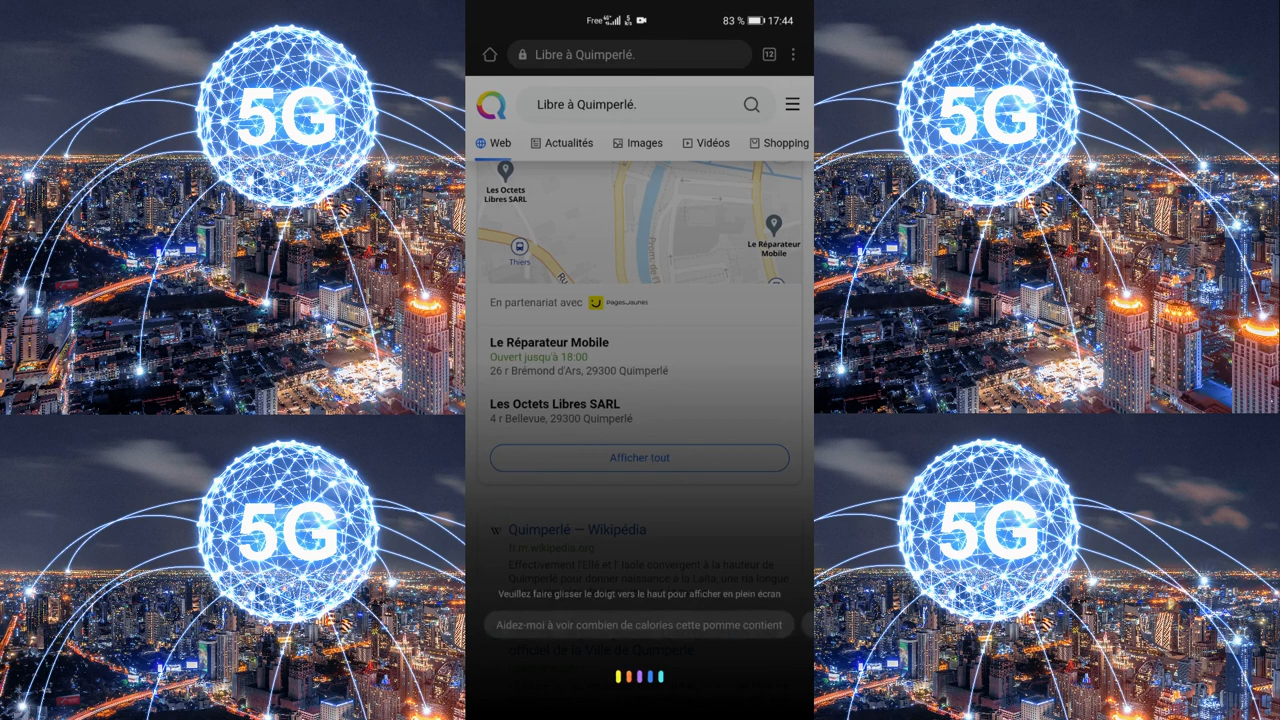 5G
5G
5G
5G
Free 83 % 17:44
Libre à Quimperlé. 12
Libre à Quimperlé.
Web Actualités Images Vidéos Shopping
Les Octets
Libres SARL
Le Réparateur
Mobile
Thiers
En partenariat avec PagesJaunes
Le Réparateur Mobile
Ouvert jusqu'à 18:00
26 r Brémond d'Ars, 29300 Quimperlé
Les Octets Libres SARL
4 r Bellevue, 29300 Quimperlé
Afficher tout
W Quimperlé — Wikipédia
fr.m.wikipedia.org
Effectivement l'Ellé et l' Isole convergent à la hauteur de
Quimperlé pour donner naissance à la Laïta, une ria longue
Veuillez faire glisser le doigt vers le haut pour afficher en plein écran
Aidez-moi à voir combien de calories cette pomme contient
officiel de la Ville de Quimperlé